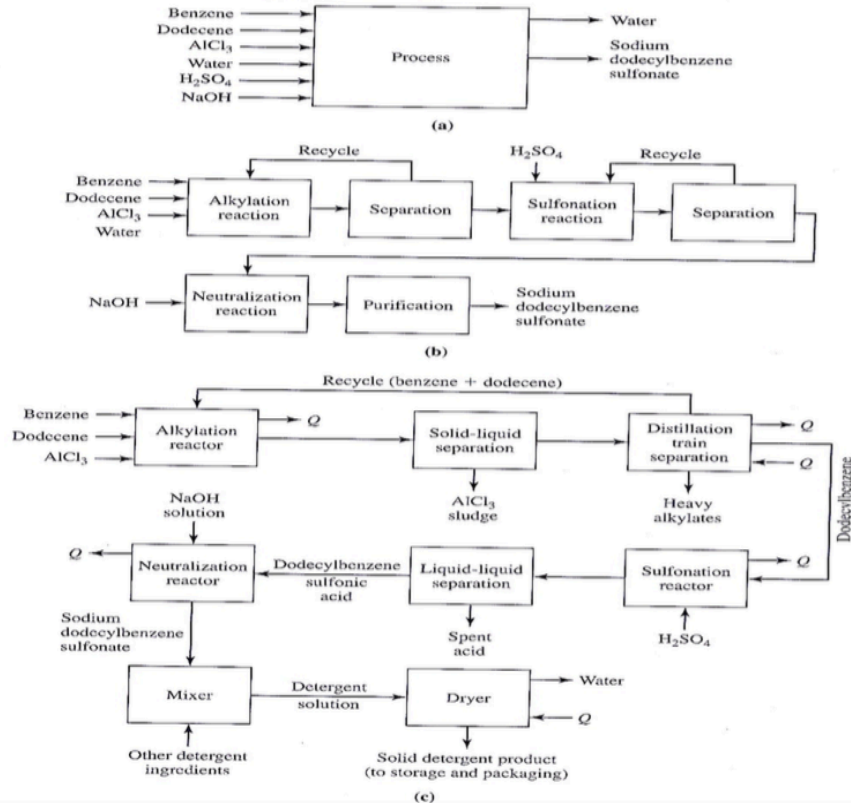 Benzene
Dodecene
AlCl3
Water
H2SO4
NaOH
Process
Water
Sodium
dodecylbenzene
sulfonate
(a)
Recycle
H2SO4
Recycle
Benzene
Dodecene
AlCl3
Water
Alkylation
reaction
Separation
Sulfonation
reaction
Separation
NaOH
Neutralization
reaction
Purification
Sodium
dodecylbenzene
sulfonate
(b)
Recycle (benzene + dodecene)
Benzene
Dodecene
AlCl3
Alkylation
reactor
Q
Solid-liquid
separation
Distillation
train
separation
Q
Q
AlCl3
sludge
Heavy
alkylates
Dodecylbenzene
NaOH
solution
Q
Neutralization
reactor
Dodecylbenzene
sulfonic
acid
Liquid-liquid
separation
Sulfonation
reactor
Q
Spent
acid
H2SO4
Sodium
dodecylbenzene
sulfonate
Mixer
Detergent
solution
Dryer
Water
Q
Other detergent
ingredients
Solid detergent product
(to storage and packaging)
(c)